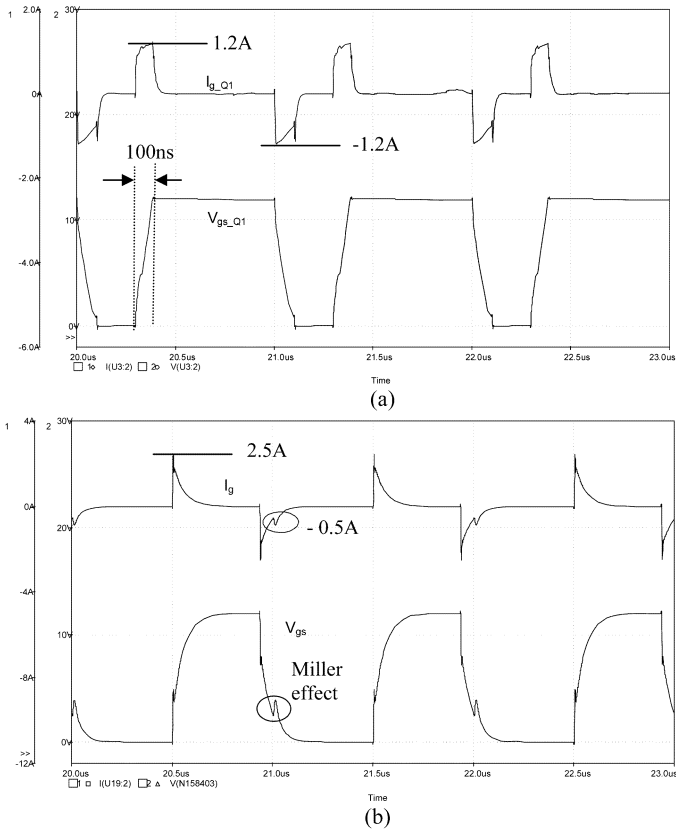 1 2.0A 2 30V
1.2A
I_g_Q1
0A
20V
-1.2A
100ns
-2.0A
10V
V_gs_Q1
-4.0A
0V
>>
-6.0A
20.0us 20.5us 21.0us 21.5us 22.0us 22.5us 23.0us
1 I(U3:2) 2 V(U3:2)
Time
(a)
1 4A 2 30V
2.5A
I_g
0A
20V
- 0.5A
-4A
V_gs
10V
Miller
effect
-8A
0V
>>
-12A
20.0us 20.5us 21.0us 21.5us 22.0us 22.5us 23.0us
1 I(U19:2) 2 V(N158403)
Time
(b)